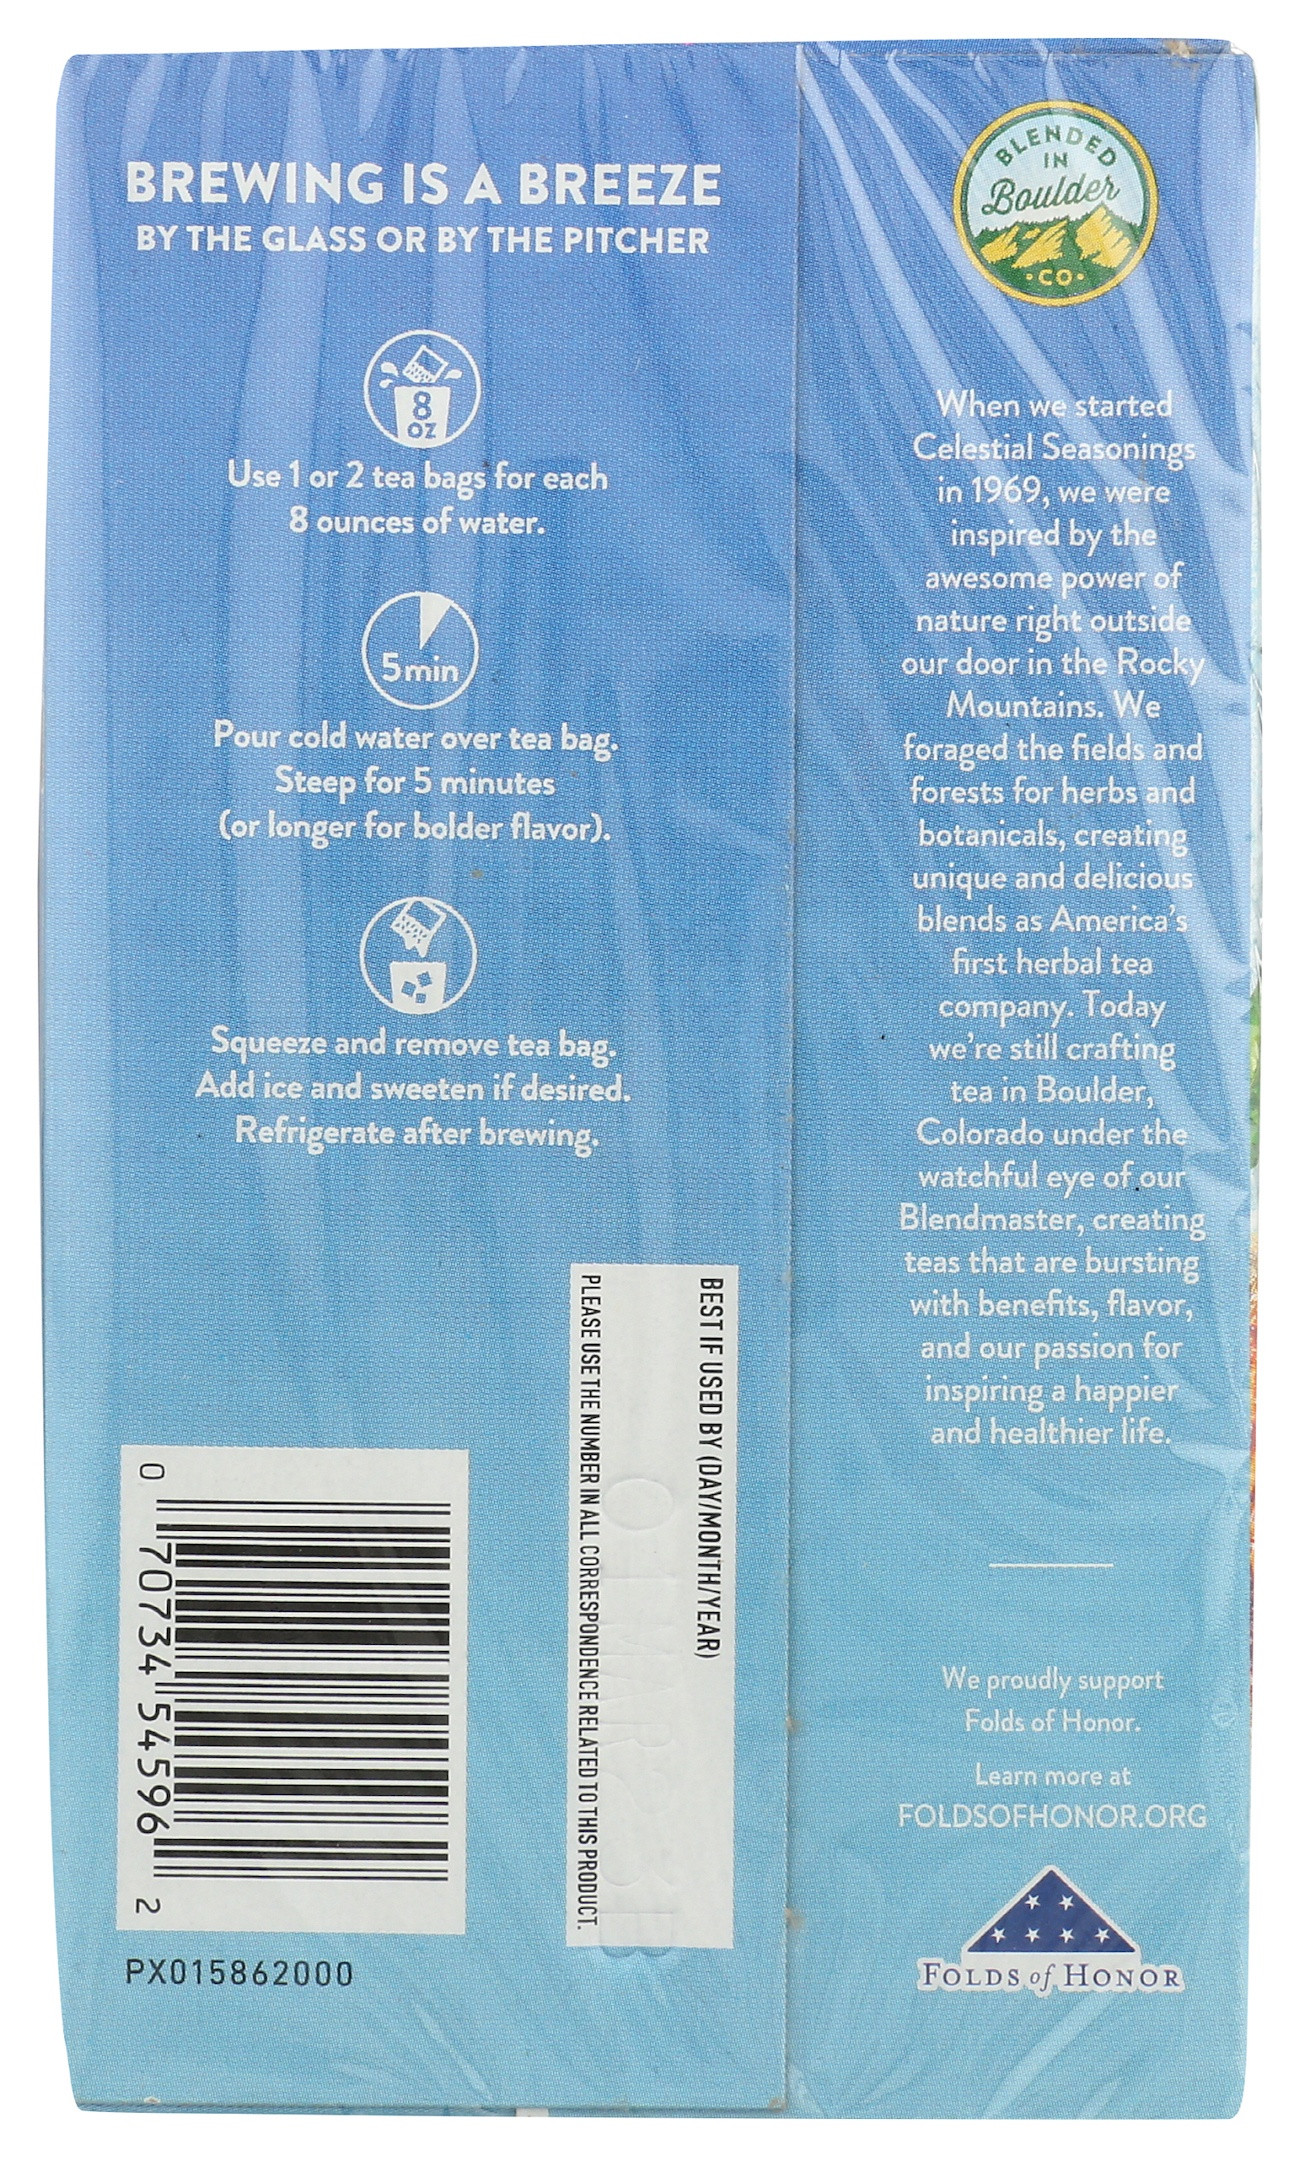 BREWING IS A BREEZE
BY THE GLASS OR BY THE PITCHER
8
OZ
Use 1 or 2 tea bags for each
8 ounces of water.
5min
Pour cold water over tea bag.
Steep for 5 minutes
(or longer for bolder flavor).
Squeeze and remove tea bag.
Add ice and sweeten if desired.
Refrigerate after brewing.
BEST IF USED BY (DAY/MONTH/YEAR)
PLEASE USE THE NUMBER IN ALL CORRESPONDENCE RELATED TO THIS PRODUCT.
0 70734 54596 2
PX015862000
BLENDED
IN
Boulder
·CO·
When we started
Celestial Seasonings
in 1969, we were
inspired by the
awesome power of
nature right outside
our door in the Rocky
Mountains. We
foraged the fields and
forests for herbs and
botanicals, creating
unique and delicious
blends as America's
first herbal tea
company. Today
we're still crafting
tea in Boulder,
Colorado under the
watchful eye of our
Blendmaster, creating
teas that are bursting
with benefits, flavor,
and our passion for
inspiring a happier
and healthier life.
We proudly support
Folds of Honor.
Learn more at
FOLDSOFHONOR.ORG
FOLDS of HONOR